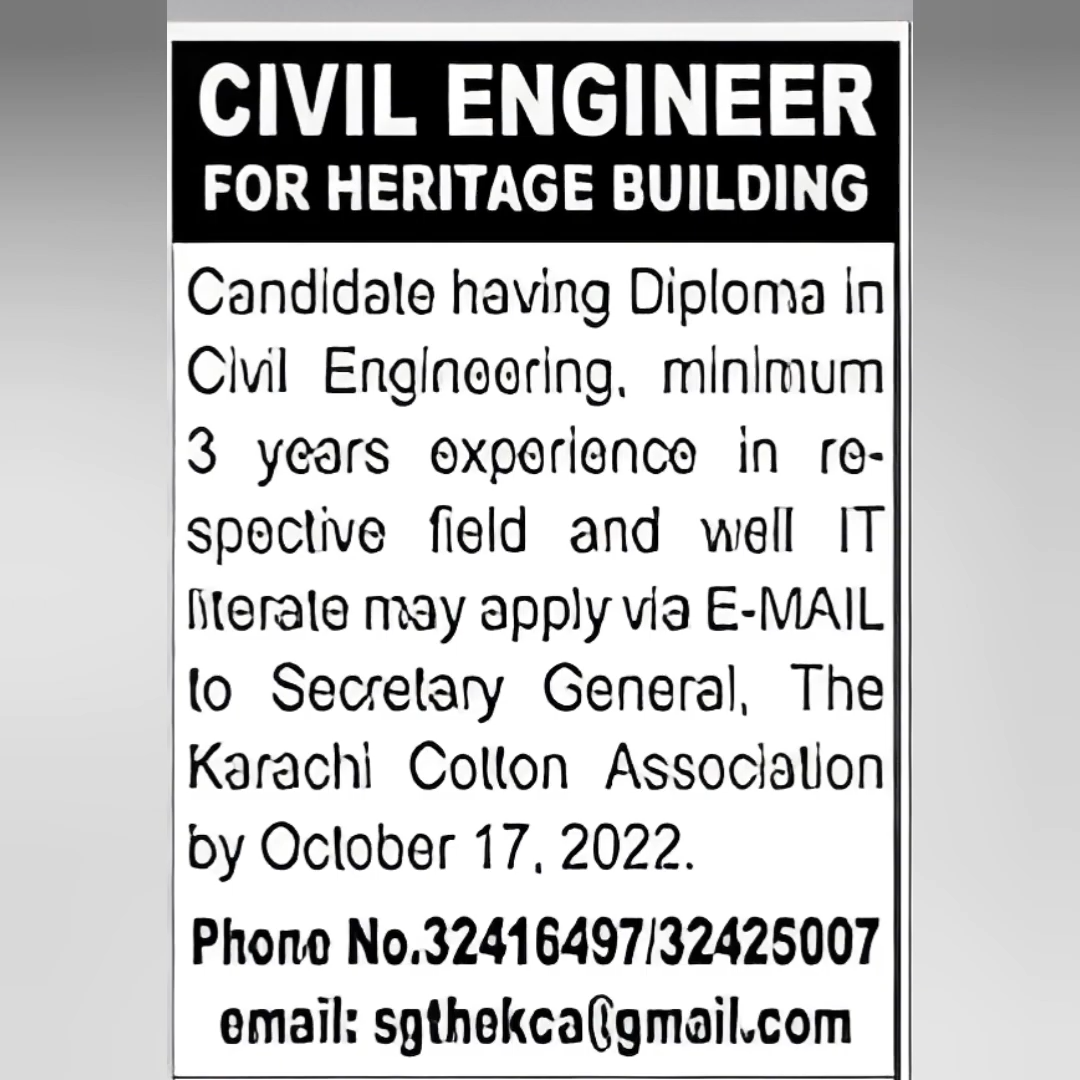 CIVIL ENGINEER
FOR HERITAGE BUILDING
Candidate having Diploma in
Civil Engineering, minimum
3 years experience in re-
spective field and well IT
literate may apply via E-MAIL
to Secretary General, The
Karachi Cotton Association
by October 17, 2022.
Phone No.32416497/32425007
email: sgthekca@gmail.com